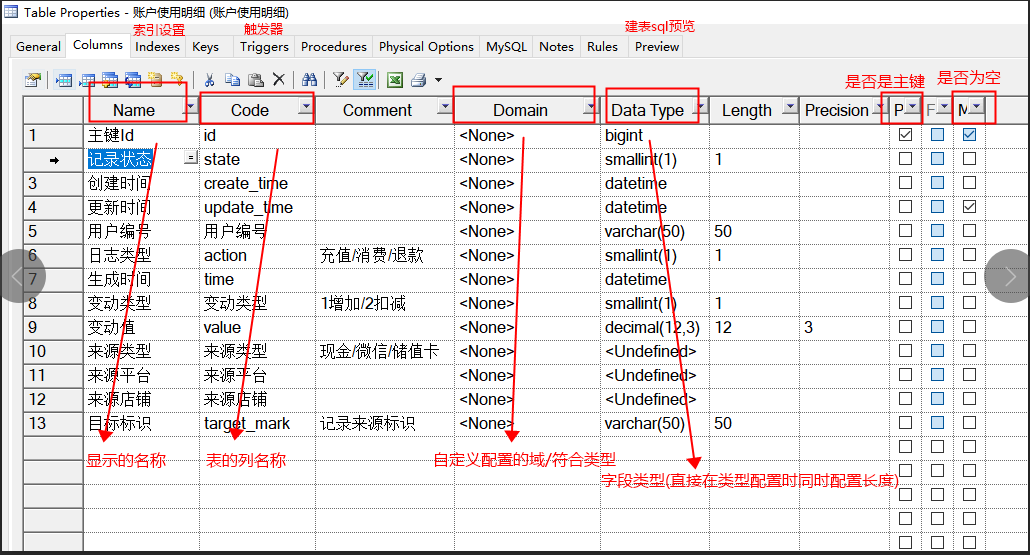 Table Properties - 账户使用明细 (账户使用明细)
索引设置 触发器 建表sql预览
General Columns Indexes Keys Triggers Procedures Physical Options MySQL Notes Rules Preview
是否是主键 是否为空
Name Code Comment Domain Data Type Length Precision P F M
1 主键Id id <None> bigint
记录状态 = state <None> smallint(1) 1
3 创建时间 create_time <None> datetime
4 更新时间 update_time <None> datetime
5 用户编号 用户编号 <None> varchar(50) 50
6 日志类型 action 充值/消费/退款 <None> smallint(1) 1
7 生成时间 time <None> datetime
8 变动类型 变动类型 1增加/2扣减 <None> smallint(1) 1
9 变动值 value <None> decimal(12,3) 12 3
10 来源类型 来源类型 现金/微信/储值卡 <None> <Undefined>
11 来源平台 来源平台 <None> <Undefined>
12 来源店铺 来源店铺 <None> <Undefined>
13 目标标识 target_mark 记录来源标识 <None> varchar(50) 50
显示的名称 表的列名称 自定义配置的域/符合类型
字段类型(直接在类型配置时同时配置长度)